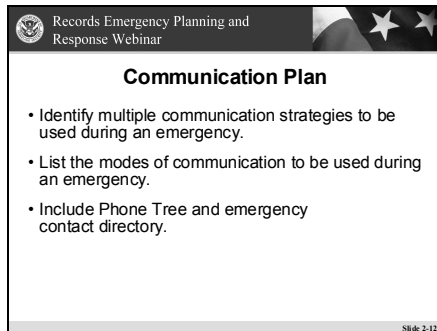 Records Emergency Planning and
Response Webinar
Communication Plan
• Identify multiple communication strategies to be
used during an emergency.
• List the modes of communication to be used during
an emergency.
• Include Phone Tree and emergency
contact directory.
Slide 2-12